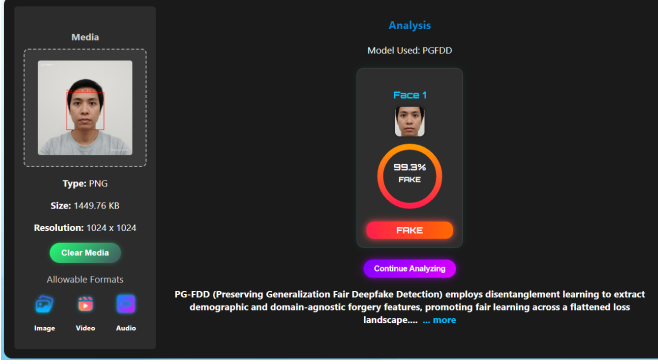 Media
Type: PNG
Size: 1449.76 KB
Resolution: 1024 x 1024
Clear Media
Allowable Formats
Image
Video
Audio
Analysis
Model Used: PGFDD
Face 1
99.3%
FAKE
FAKE
Continue Analyzing
PG-FDD (Preserving Generalization Fair Deepfake Detection) employs disentanglement learning to extract
demographic and domain-agnostic forgery features, promoting fair learning across a flattened loss
landscape.... ... more